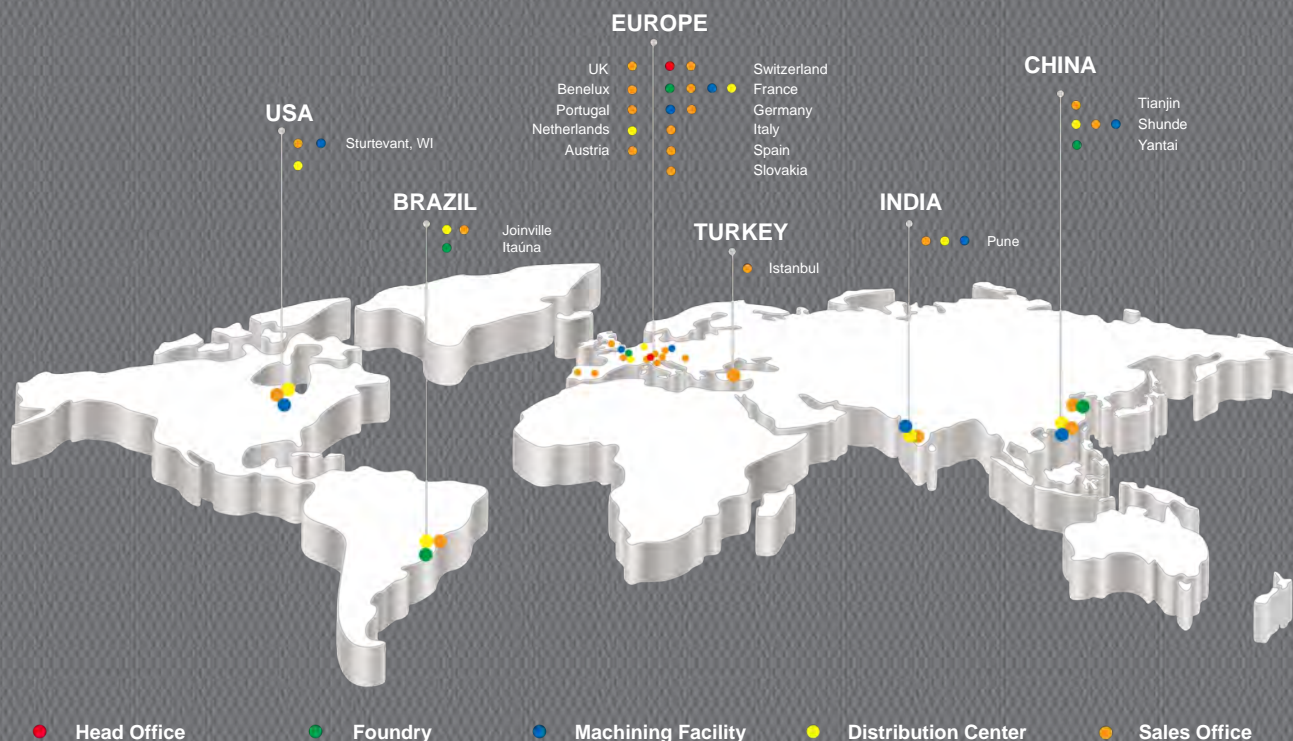 EUROPE
UK
Benelux
Portugal
Netherlands
Austria
Switzerland
France
Germany
Italy
Spain
Slovakia
CHINA
Tianjin
Shunde
Yantai
USA
Sturtevant, WI
BRAZIL
Joinville
Itaúna
TURKEY
Istanbul
INDIA
Pune
Head Office
Foundry
Machining Facility
Distribution Center
Sales Office